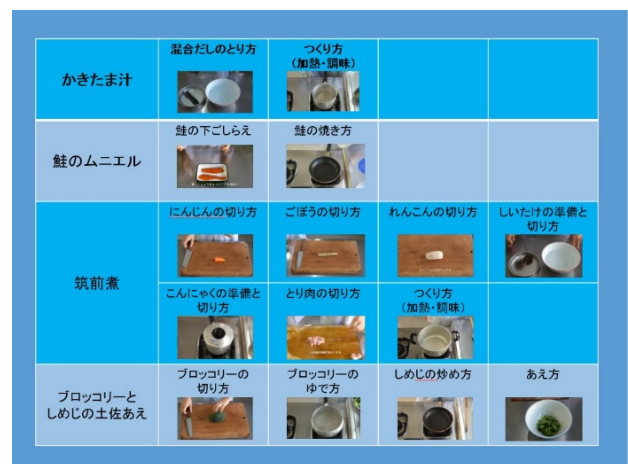 混合だしのとり方
つくり方
(加熱・調味)
かきたま汁
鮭の下ごしらえ
鮭の焼き方
鮭のムニエル
にんじんの切り方
ごぼうの切り方
れんこんの切り方
しいたけの準備と
切り方
筑前煮
こんにゃくの準備と
切り方
とり肉の切り方
つくり方
(加熱・調味)
ブロッコリーの
切り方
ブロッコリーの
ゆで方
しめじの炒め方
あえ方
ブロッコリーと
しめじの土佐あえ